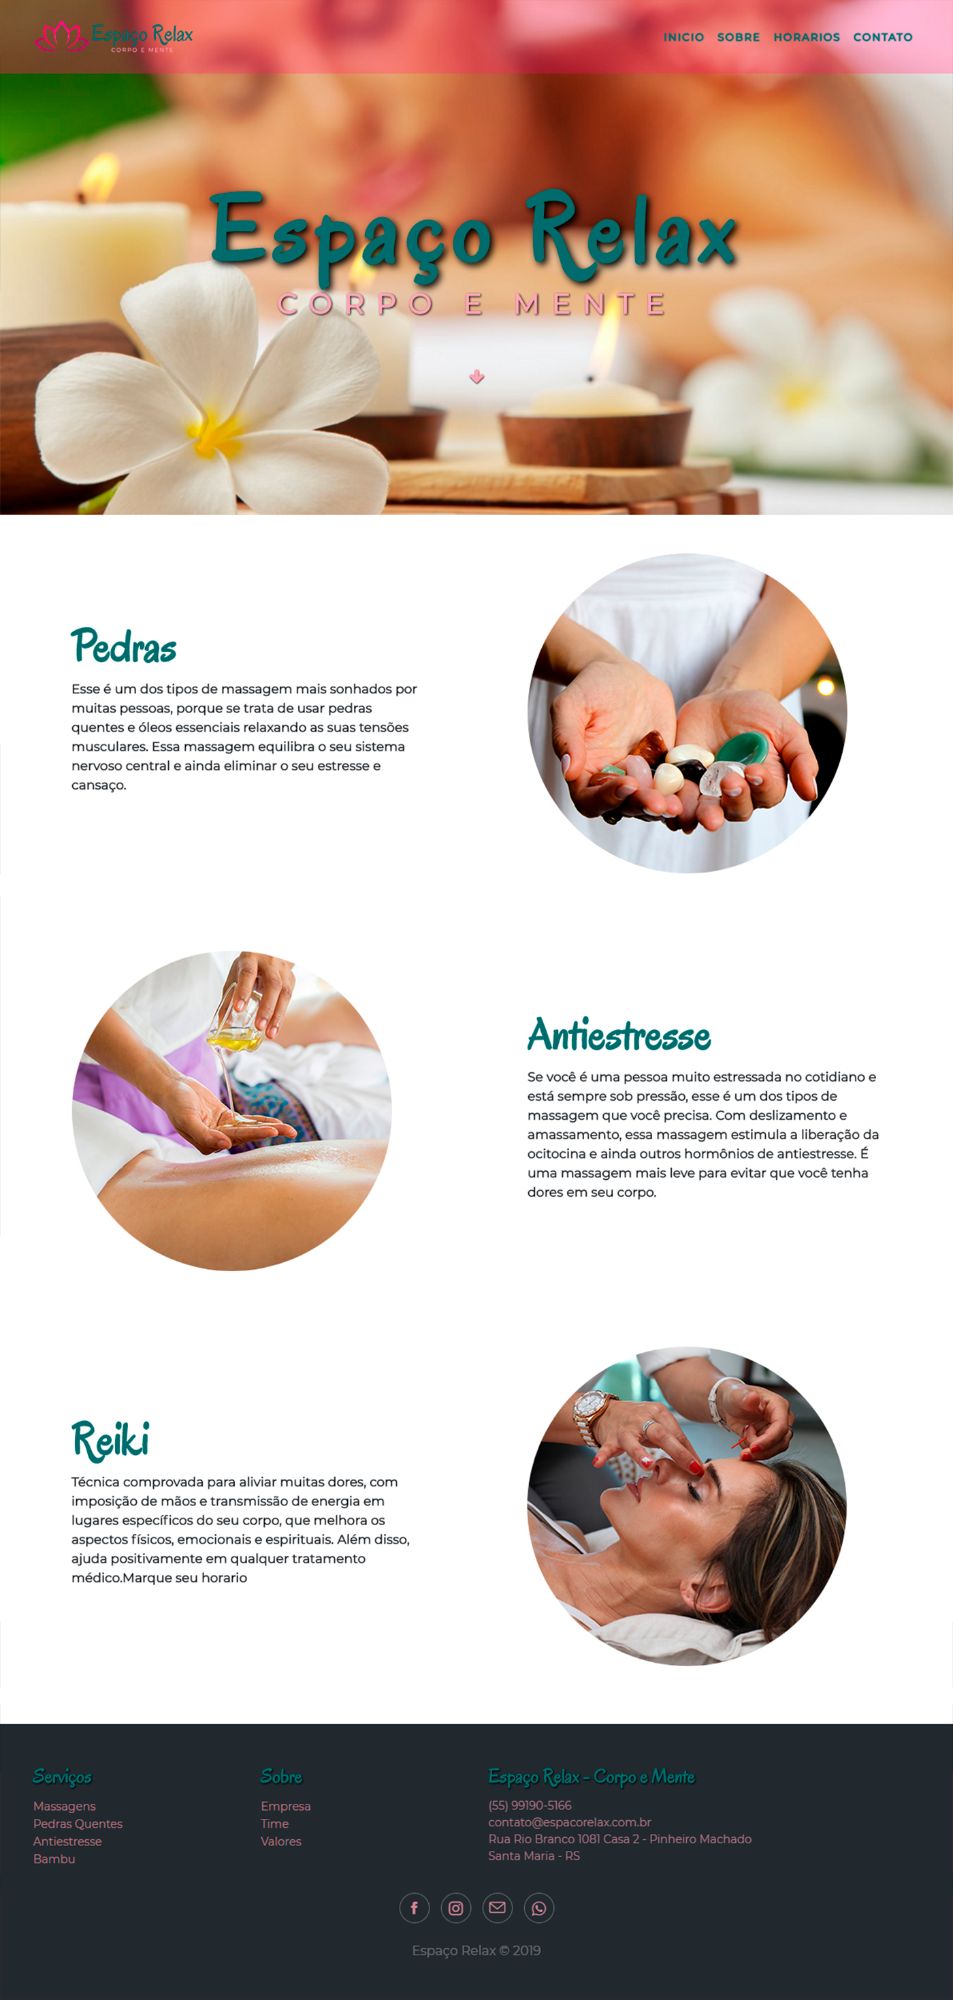 Espaço Relax
CORPO E MENTE
INICIO SOBRE HORARIOS CONTATO
Espaço Relax
CORPO E MENTE
Pedras
Esse é um dos tipos de massagem mais sonhados por
muitas pessoas, porque se trata de usar pedras
quentes e óleos essenciais relaxando as suas tensões
musculares. Essa massagem equilibra o seu sistema
nervoso central e ainda eliminar o seu estresse e
cansaço.
Antiestresse
Se você é uma pessoa muito estressada no cotidiano e
está sempre sob pressão, esse é um dos tipos de
massagem que você precisa. Com deslizamento e
amassamento, essa massagem estimula a liberação da
ocitocina e ainda outros hormônios de antiestresse. É
uma massagem mais leve para evitar que você tenha
dores em seu corpo.
Reiki
Técnica comprovada para aliviar muitas dores, com
imposição de mãos e transmissão de energia em
lugares específicos do seu corpo, que melhora os
aspectos físicos, emocionais e espirituais. Além disso,
ajuda positivamente em qualquer tratamento
médico.Marque seu horario
Serviços
Massagens
Pedras Quentes
Antiestresse
Bambu
Sobre
Empresa
Time
Valores
Espaço Relax - Corpo e Mente
(55) 99190-5166
contato@espacorelax.com.br
Rua Rio Branco 1081 Casa 2 - Pinheiro Machado
Santa Maria - RS
Espaço Relax © 2019